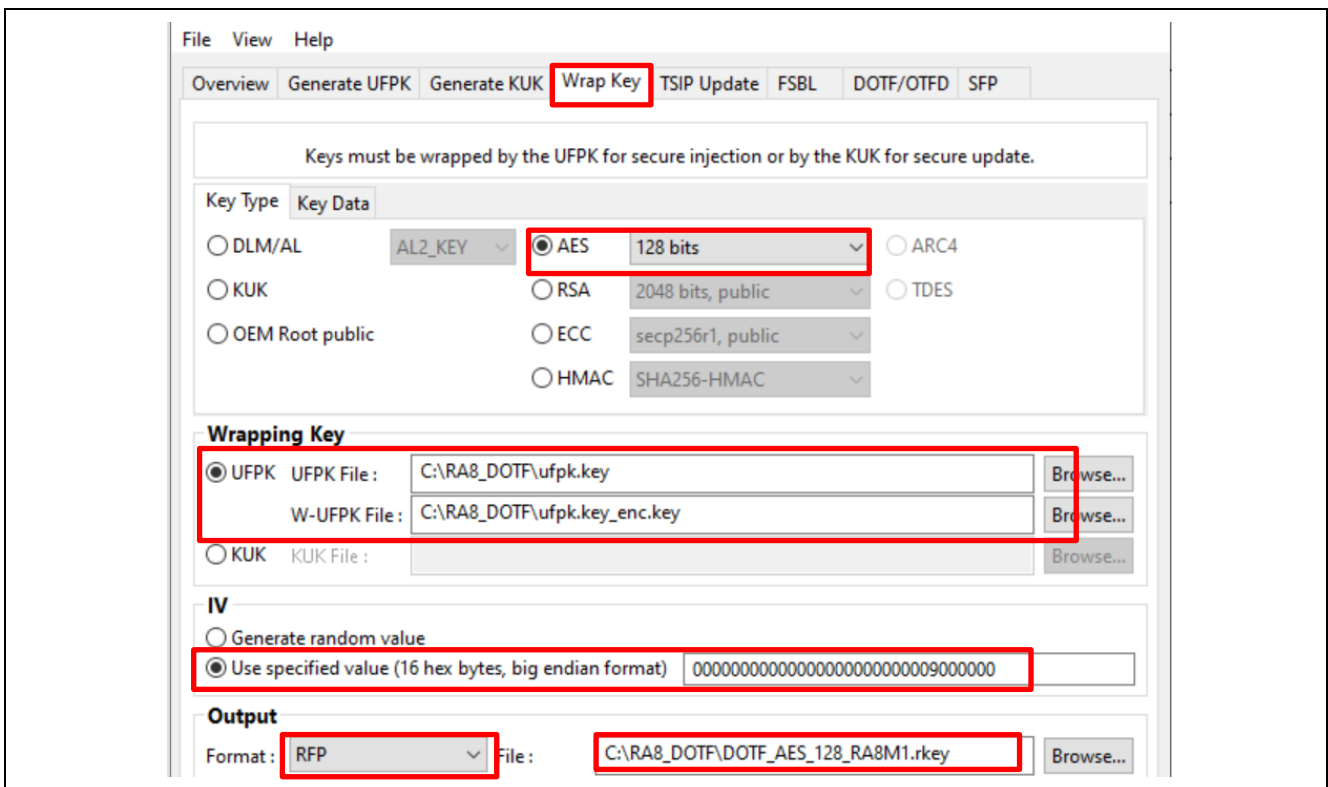 File View Help
Overview Generate UFPK Generate KUK Wrap Key TSIP Update FSBL DOTF/OTFD SFP
Keys must be wrapped by the UFPK for secure injection or by the KUK for secure update.
Key Type Key Data
DLM/AL AL2_KEY AES 128 bits ARC4
KUK RSA 2048 bits, public TDES
OEM Root public ECC secp256r1, public
HMAC SHA256-HMAC
Wrapping Key
UFPK UFPK File : C:\RA8_DOTF\ufpk.key Browse...
W-UFPK File : C:\RA8_DOTF\ufpk.key_enc.key Browse...
KUK KUK File : Browse...
IV
Generate random value
Use specified value (16 hex bytes, big endian format) 00000000000000000000000009000000
Output
Format : RFP File : C:\RA8_DOTF\DOTF_AES_128_RA8M1.rkey Browse...